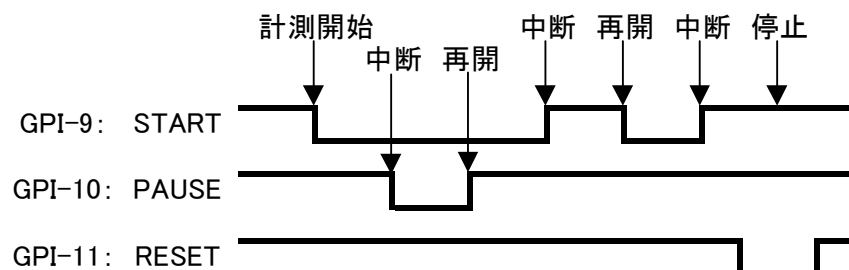 計測開始
中断 再開
中断 再開 中断 停止
GPI-9: START
GPI-10: PAUSE
GPI-11: RESET